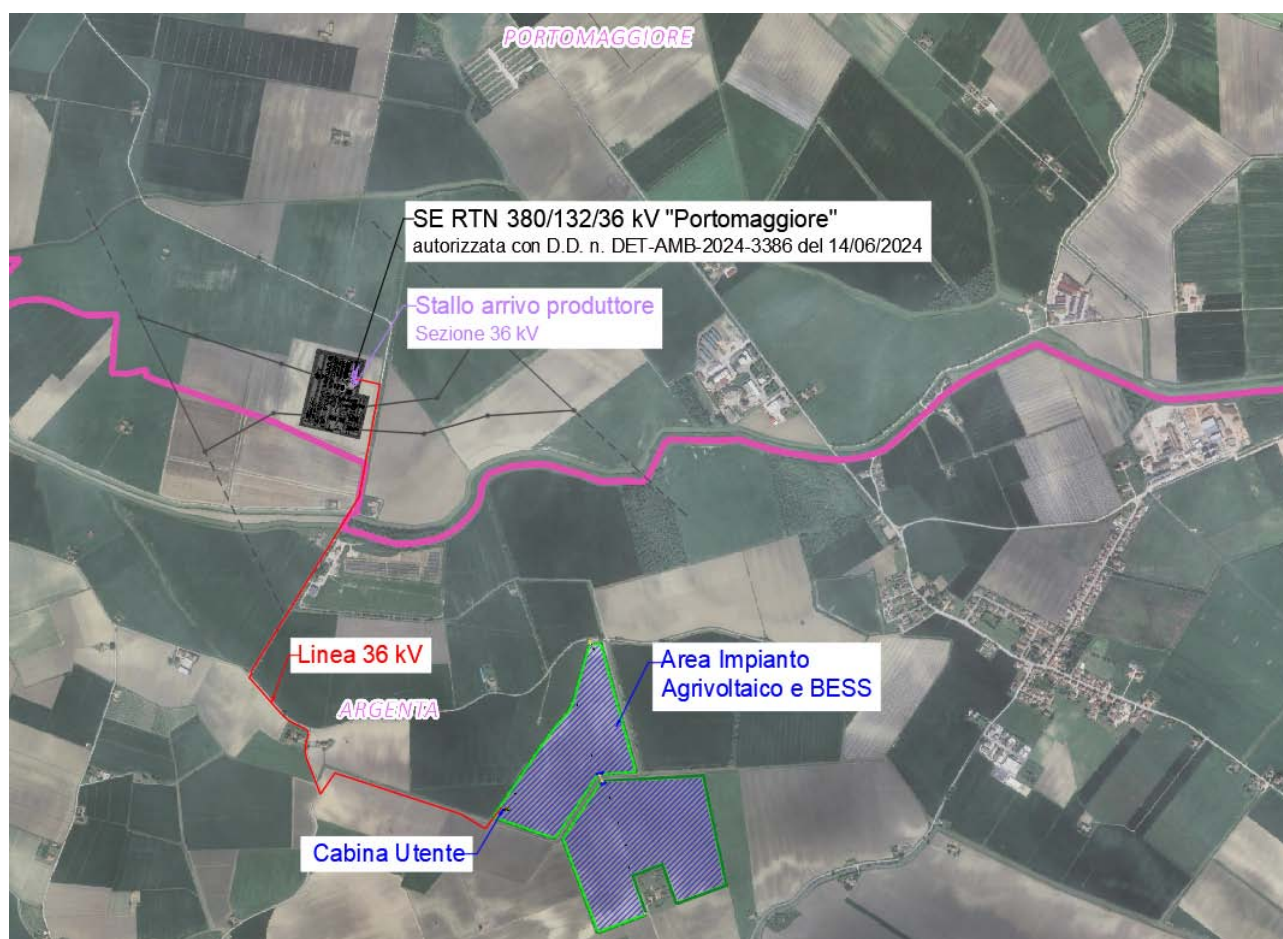 PORTOMAGGIORE
SE RTN 380/132/36 kV "Portomaggiore"
autorizzata con D.D. n. DET-AMB-2024-3386 del 14/06/2024
Stallo arrivo produttore
Sezione 36 kV
Linea 36 kV
Area Impianto
Agrivoltaico e BESS
ARGENTA
Cabina Utente